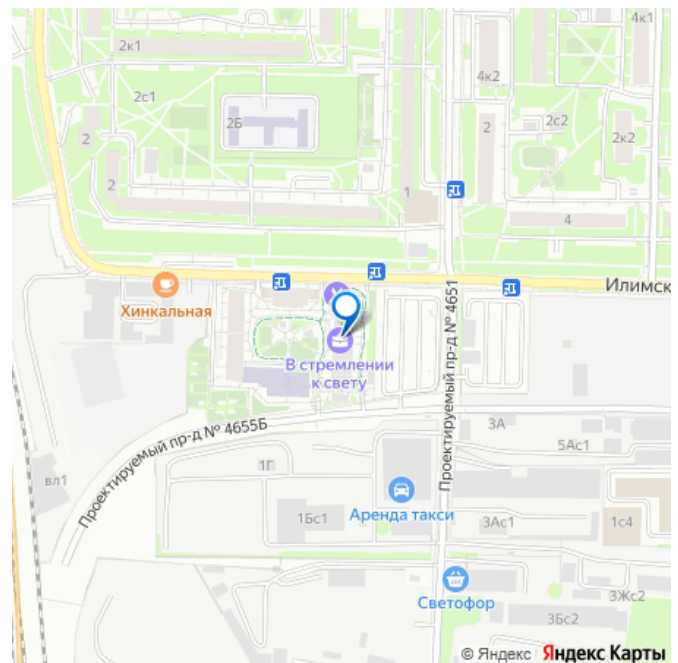 2к1
4к1
4к2
2с1
2Б
2
2с2
2
2к2
2
1
4
Илимск
Хинкальная
В стремлении
к свету
Проектируемый пр-д № 4651
Проектируемый пр-д № 4655Б
3А
5Ас1
1Г
вл1
Аренда такси
1Бс1
3Ас1
1с4
Светофор
3Жс2
3Бс2
© Яндекс Яндекс Карты